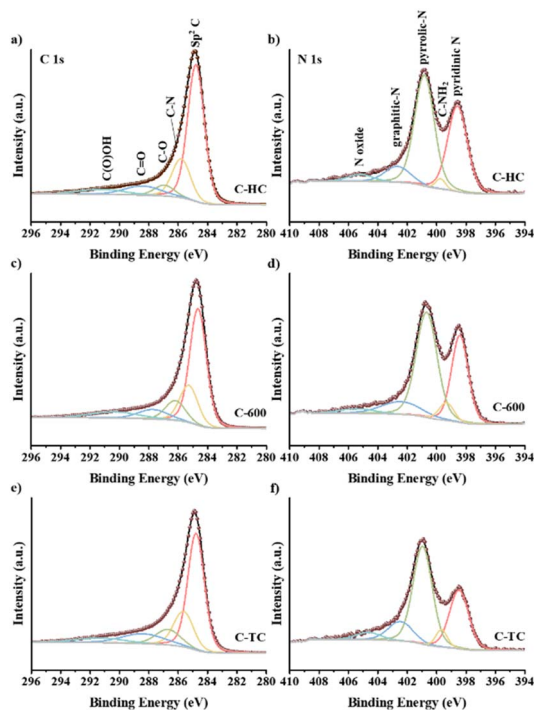 a)
C 1s
Sp² C
C-N
C-O
C=O
C(O)OH
C-HC
Intensity (a.u.)
296 294 292 290 288 286 284 282 280
Binding Energy (eV)
b)
N 1s
pyrrolic-N
C-NH₂
pyridinic N
graphitic-N
N oxide
C-HC
Intensity (a.u.)
410 408 406 404 402 400 398 396 394
Binding Energy (eV)
c)
C-600
Intensity (a.u.)
296 294 292 290 288 286 284 282 280
Binding Energy (eV)
d)
C-600
Intensity (a.u.)
410 408 406 404 402 400 398 396 394
Binding Energy (eV)
e)
C-TC
Intensity (a.u.)
296 294 292 290 288 286 284 282 280
Binding Energy (eV)
f)
C-TC
Intensity (a.u.)
410 408 406 404 402 400 398 396 394
Binding Energy (eV)